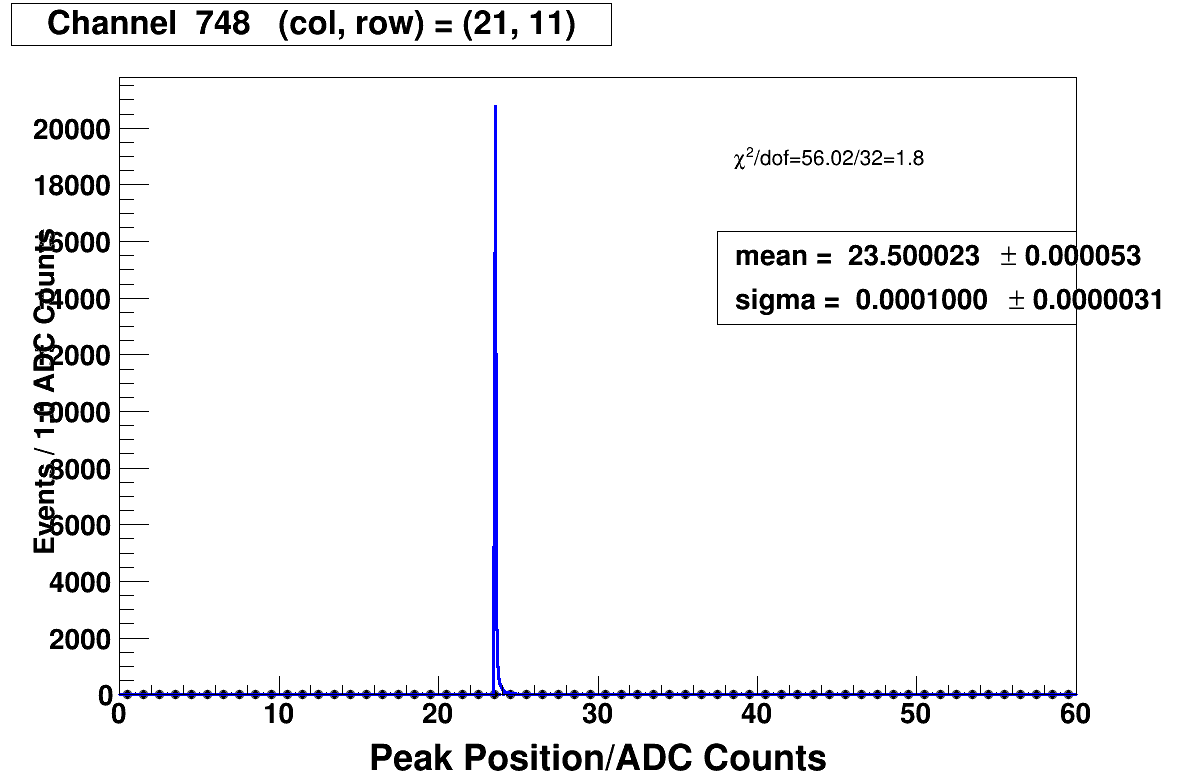 Channel 748 (col, row) = (21, 11)
20000
18000
16000
14000
12000
10000
8000
6000
4000
2000
0
Events / 1.0 ADC Counts
χ²/dof=56.02/32=1.8
mean = 23.500023 ± 0.000053
sigma = 0.0001000 ± 0.0000031
0 10 20 30 40 50 60
Peak Position/ADC Counts